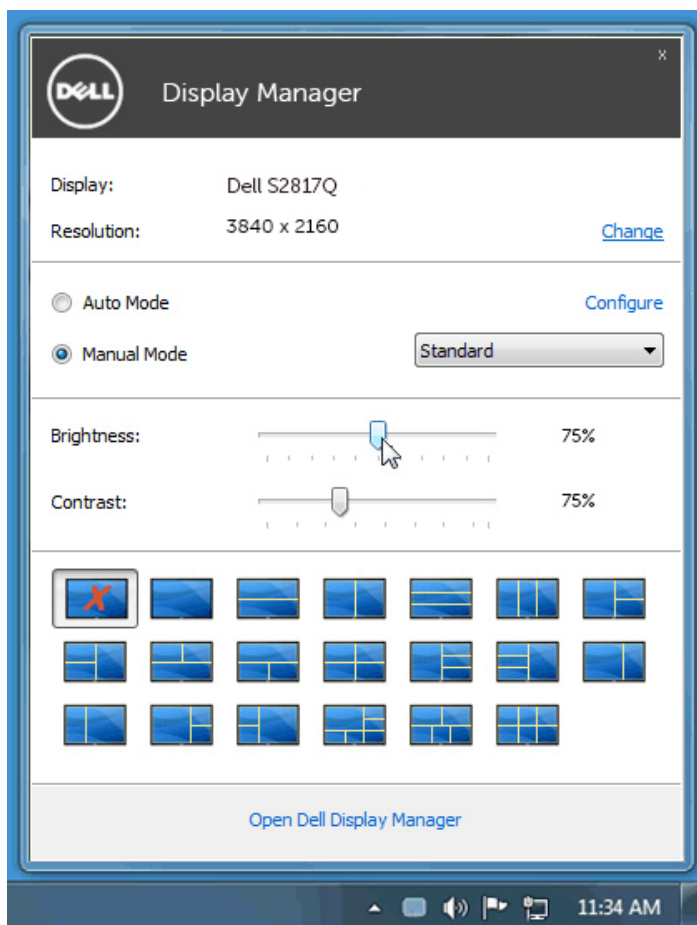 x
DELL
Display Manager
Display: Dell S2817Q
Resolution: 3840 x 2160 Change
Auto Mode Configure
Manual Mode Standard
Brightness: 75%
Contrast: 75%
Open Dell Display Manager
11:34 AM